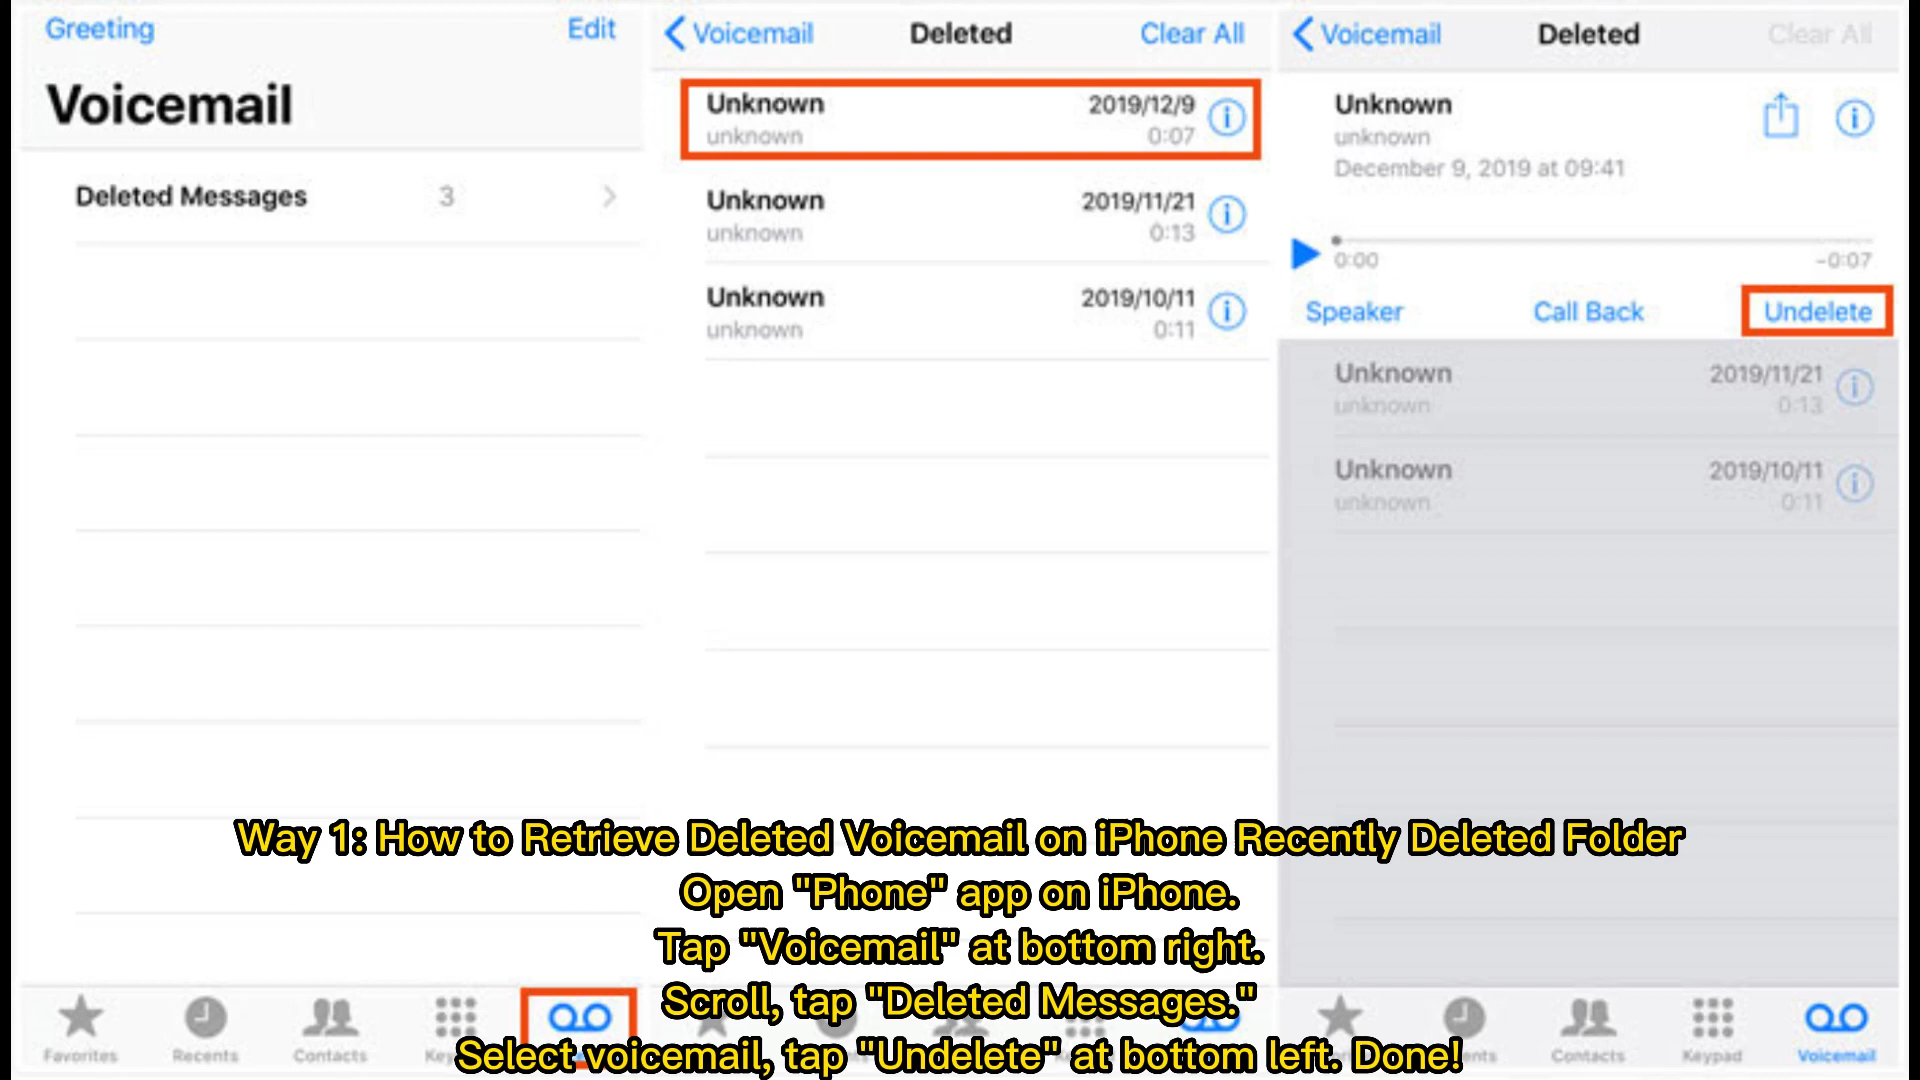 Greeting Edit
Voicemail
Deleted Messages 3
Voicemail Deleted Clear All
Unknown 2019/12/9
unknown 0:07
Unknown 2019/11/21
unknown 0:13
Unknown 2019/10/11
unknown 0:11
Voicemail Deleted Clear All
Unknown
unknown
December 9, 2019 at 09:41
0:00 -0:07
Speaker Call Back Undelete
Unknown 2019/11/21
unknown 0:13
Unknown 2019/10/11
unknown 0:11
Way 1: How to Retrieve Deleted Voicemail on iPhone Recently Deleted Folder
Open "Phone" app on iPhone.
Tap "Voicemail" at bottom right.
Scroll, tap "Deleted Messages."
Select voicemail, tap "Undelete" at bottom left. Done!
Favorites Recents Contacts
Contacts Keypad Voicemail